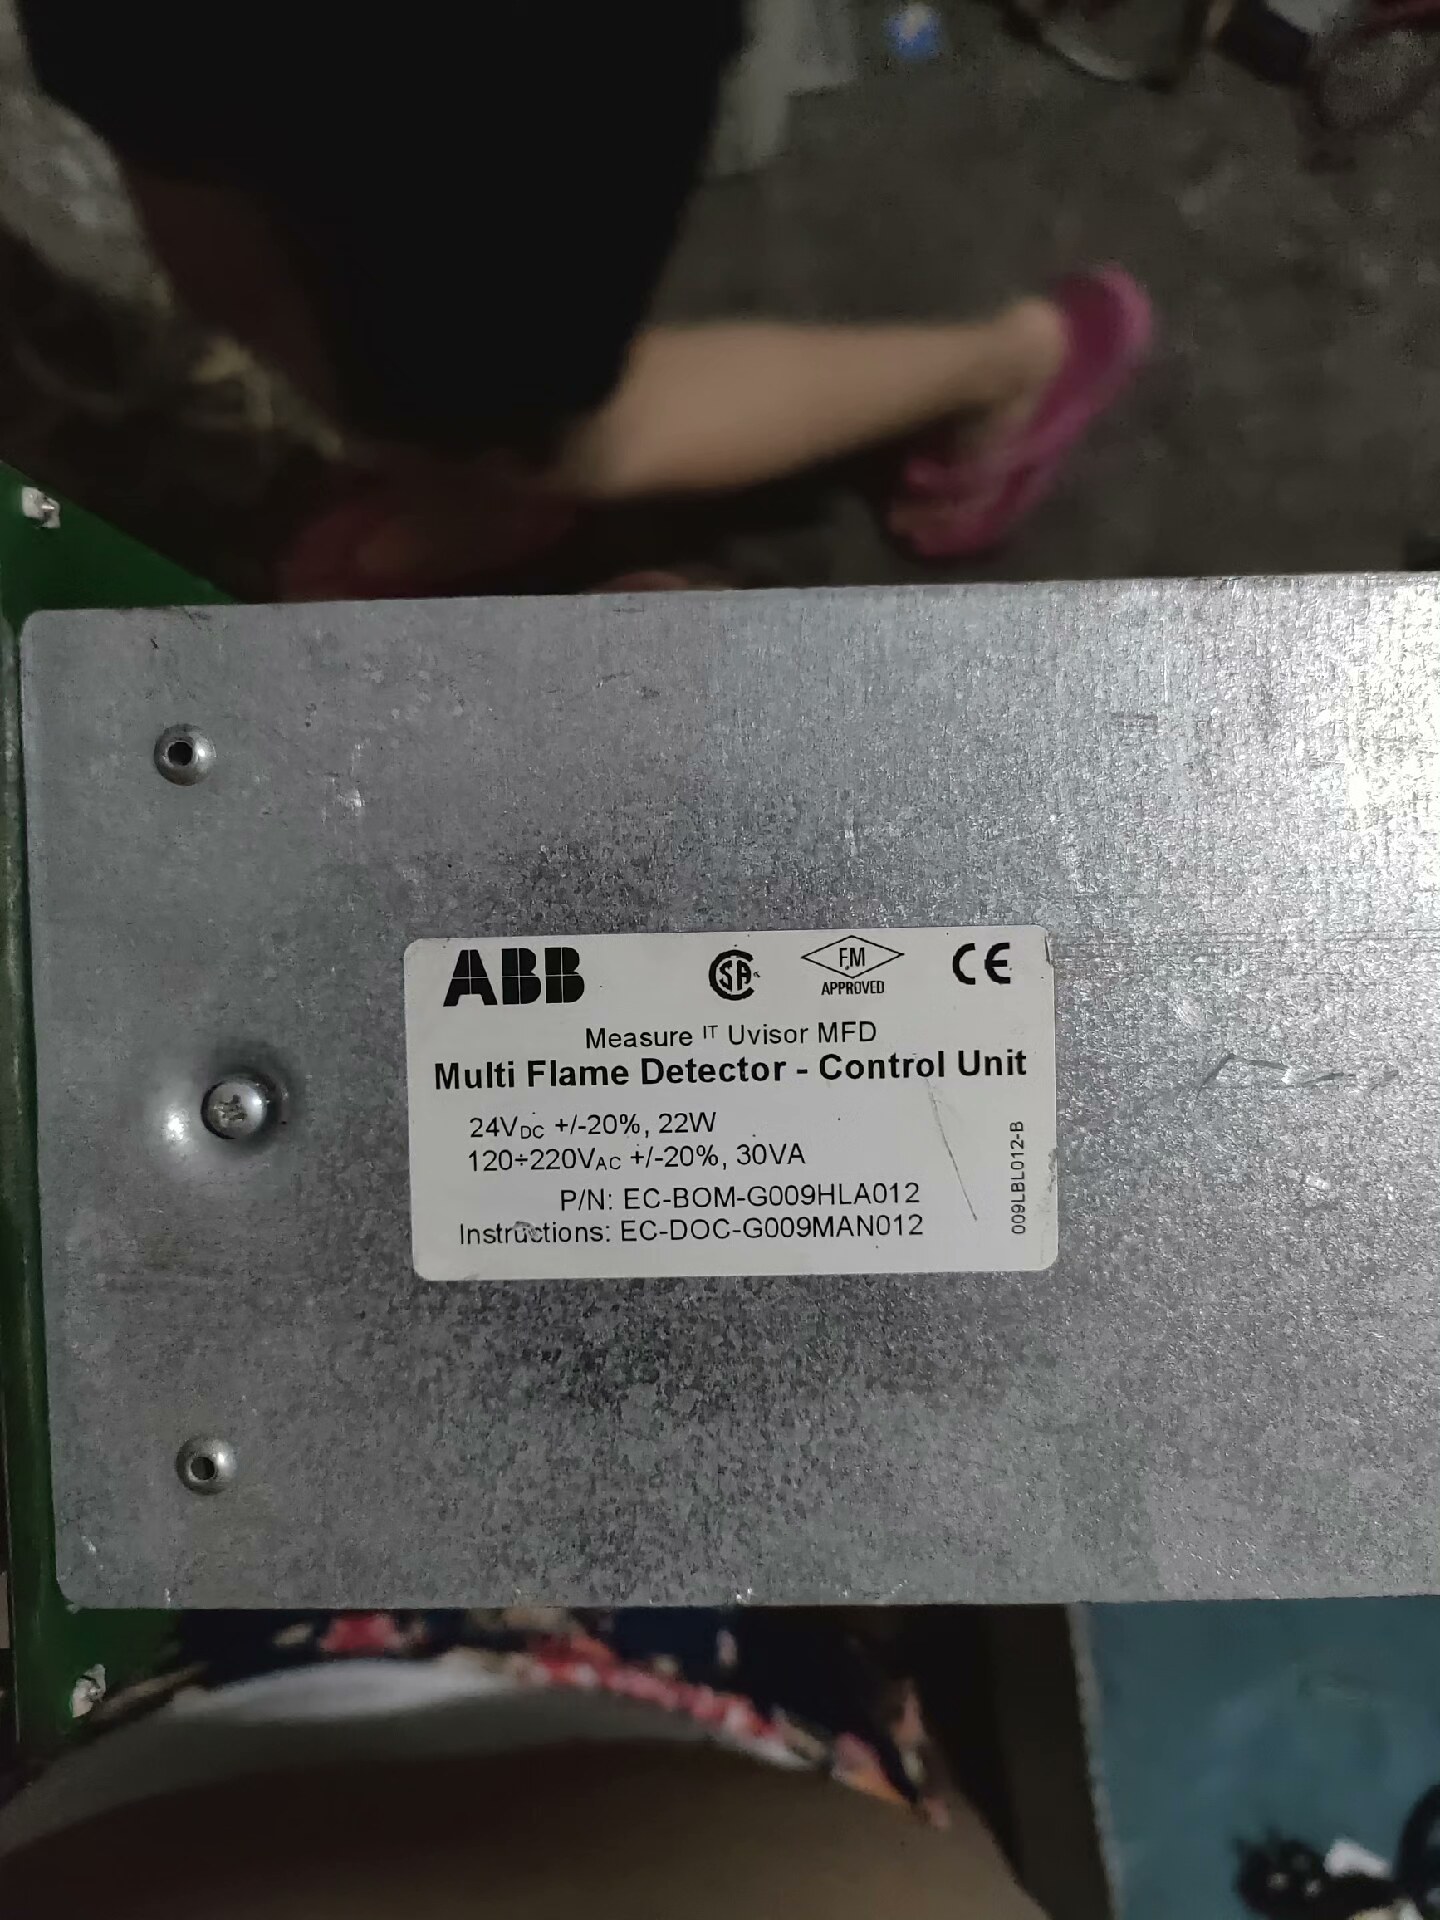 ABB
SA
FM
APPROVED
CE
Measure IT Uvisor MFD
Multi Flame Detector - Control Unit
24VDC +/-20%, 22W
120÷220VAC +/-20%, 30VA
P/N: EC-BOM-G009HLA012
Instructions: EC-DOC-G009MAN012
009LBL012-B